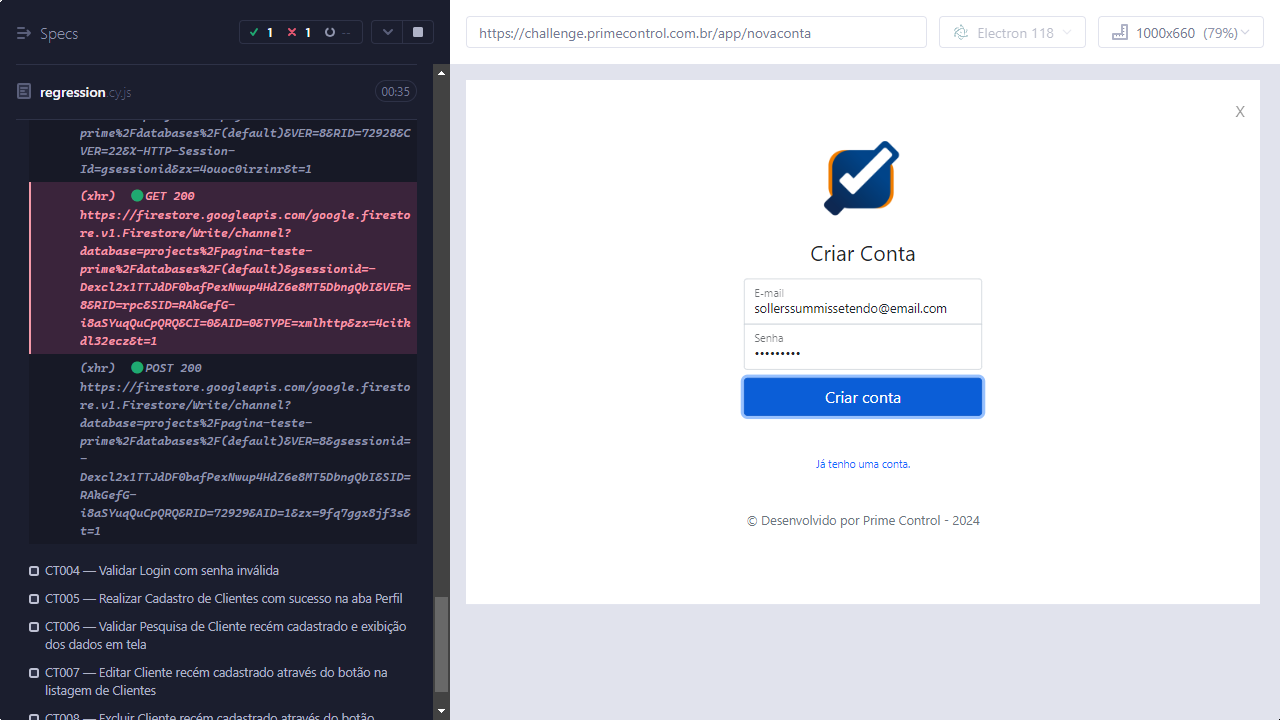 Specs
1
1
--
https://challenge.primecontrol.com.br/app/novaconta
Electron 118
1000x660 (79%)
regression.cy.js
00:35
prime%2Fdatabases%2F(default)&VER=8&RID=72928&C
VER=22&X-HTTP-Session-
Id=gsessionid&zx=4ouoc0irzinr&t=1
(xhr) GET 200
https://firestore.googleapis.com/google.firesto
re.v1.Firestore/Write/channel?
database=projects%2Fpagina-teste-
prime%2Fdatabases%2F(default)&gsessionid=-
Dexcl2x1TTJdDF0bafPexNwup4HdZ6e8MT5DbngQbI&VER=
8&RID=rpc&SID=RAkGefG-
i8aSYuqQuCpQRQ&CI=0&AID=0&TYPE=xmlhttp&zx=4citk
dl32ecz&t=1
(xhr) POST 200
https://firestore.googleapis.com/google.firesto
re.v1.Firestore/Write/channel?
database=projects%2Fpagina-teste-
prime%2Fdatabases%2F(default)&VER=8&gsessionid=
-
Dexcl2x1TTJdDF0bafPexNwup4HdZ6e8MT5DbngQbI&SID=
RAkGefG-
i8aSYuqQuCpQRQ&RID=72929&AID=1&zx=9fq7ggx8jf3s&
t=1
CT004 — Validar Login com senha inválida
CT005 — Realizar Cadastro de Clientes com sucesso na aba Perfil
CT006 — Validar Pesquisa de Cliente recém cadastrado e exibição
dos dados em tela
CT007 — Editar Cliente recém cadastrado através do botão na
listagem de Clientes
CT008 — Excluir Cliente recém cadastrado através do botão
X
Criar Conta
E-mail
sollerssummissetendo@email.com
Senha
•••••••••
Criar conta
Já tenho uma conta.
© Desenvolvido por Prime Control - 2024